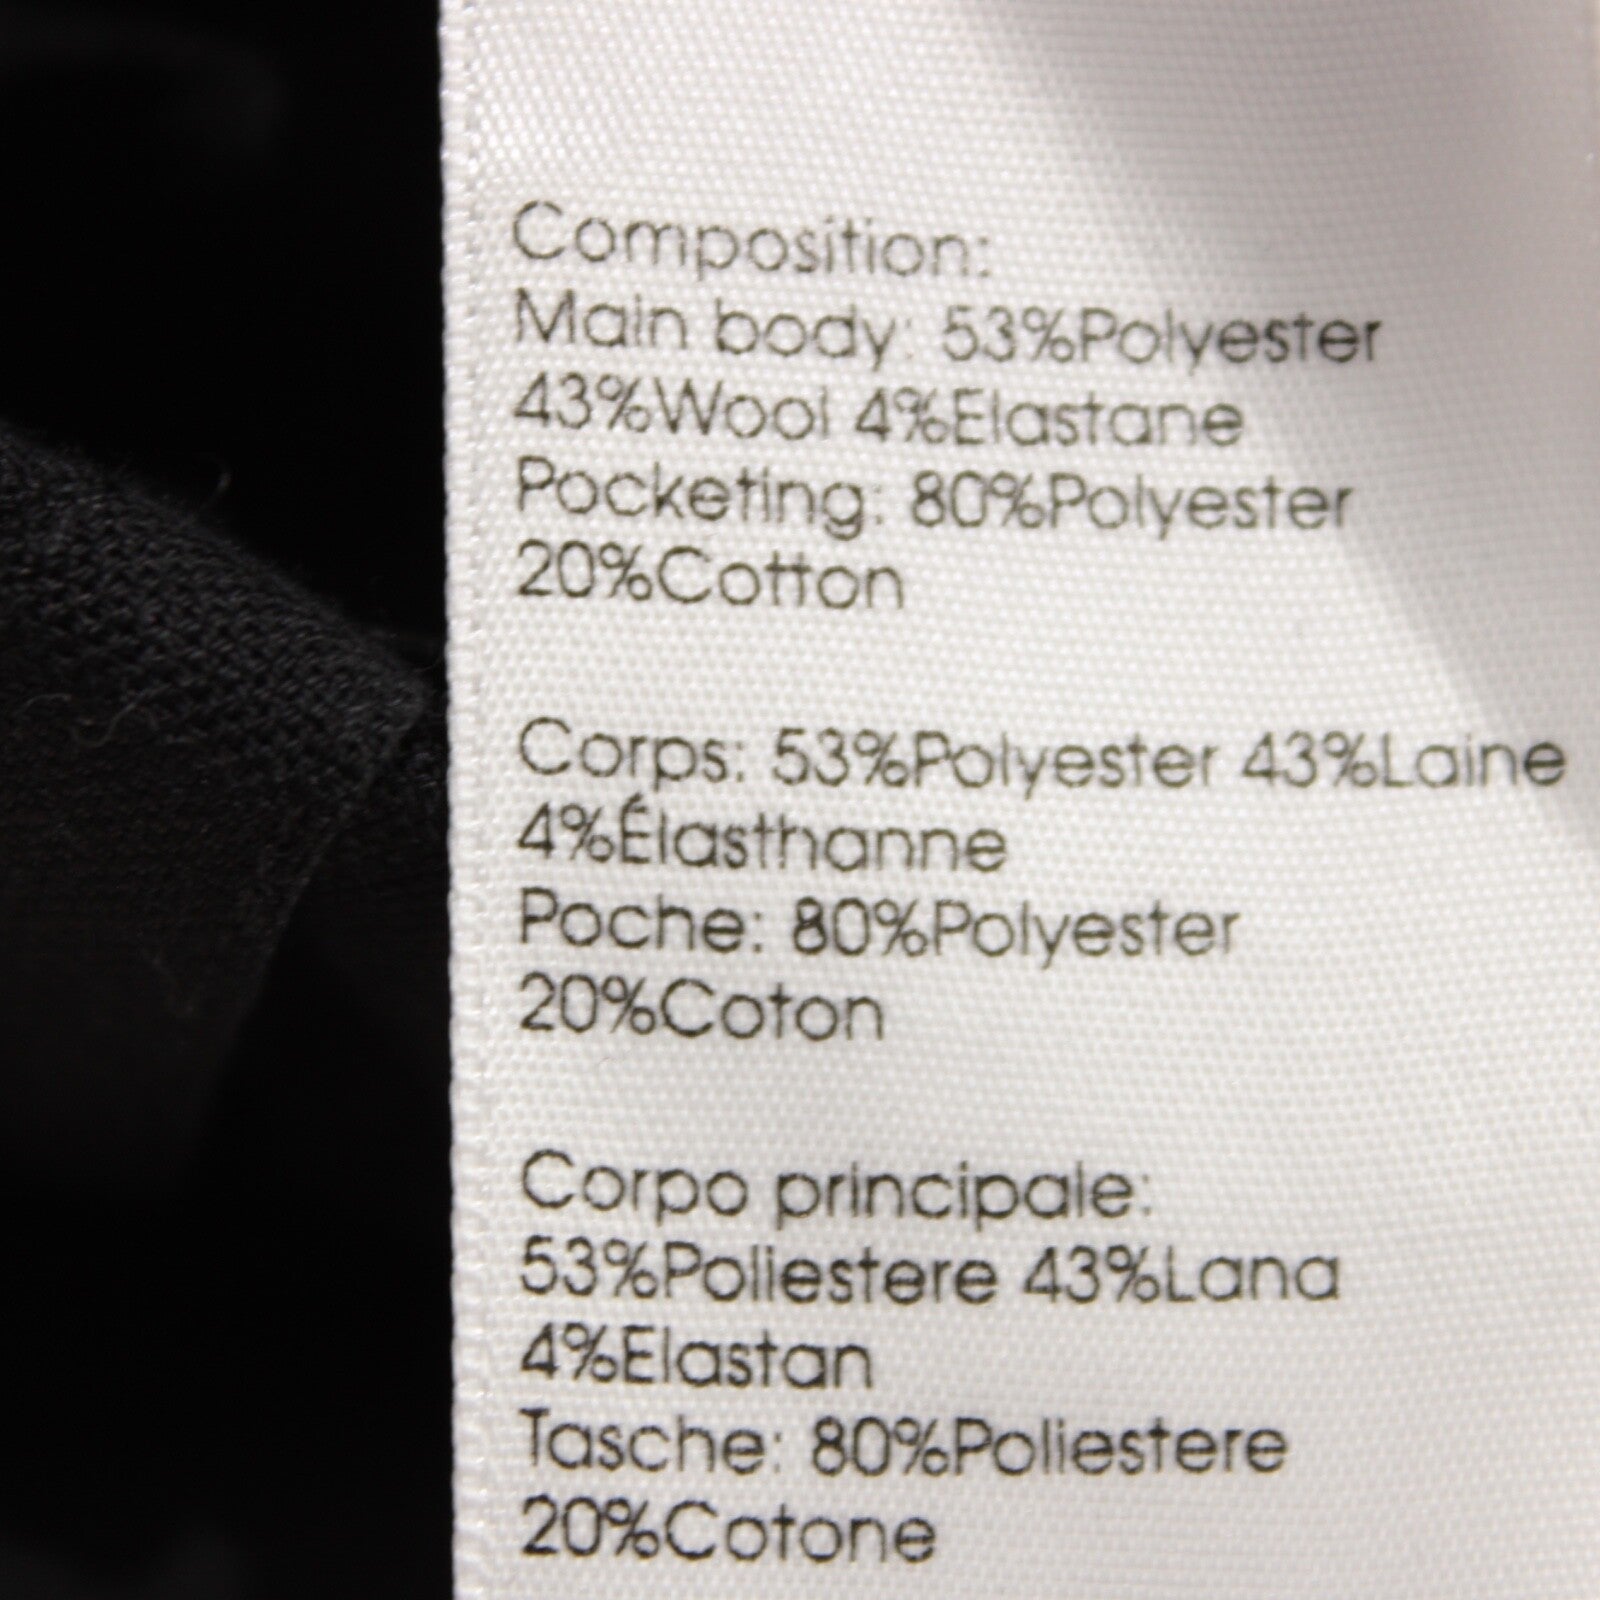 Composition:
Main body: 53%Polyester
43%Wool 4%Elastane
Pocketing: 80%Polyester
20%Cotton
Corps: 53%Polyester 43%Laine
4%Élasthanne
Poche: 80%Polyester
20%Coton
Corpo principale:
53%Poliestere 43%Lana
4%Elastan
Tasche: 80%Poliestere
20%Cotone